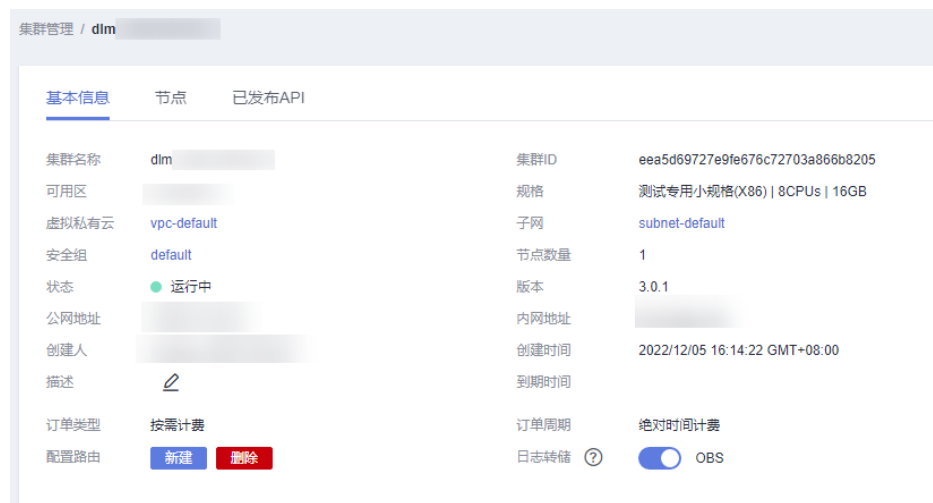 集群管理 / dlm
基本信息 节点 已发布API
集群名称 dlm 集群ID eea5d69727e9fe676c72703a866b8205
可用区 规格 测试专用小规格(X86) | 8CPUs | 16GB
虚拟私有云 vpc-default 子网 subnet-default
安全组 default 节点数量 1
状态 运行中 版本 3.0.1
公网地址 内网地址
创建人 创建时间 2022/12/05 16:14:22 GMT+08:00
描述 到期时间
订单类型 按需计费 订单周期 绝对时间计费
配置路由 新建 删除 日志转储 ? OBS